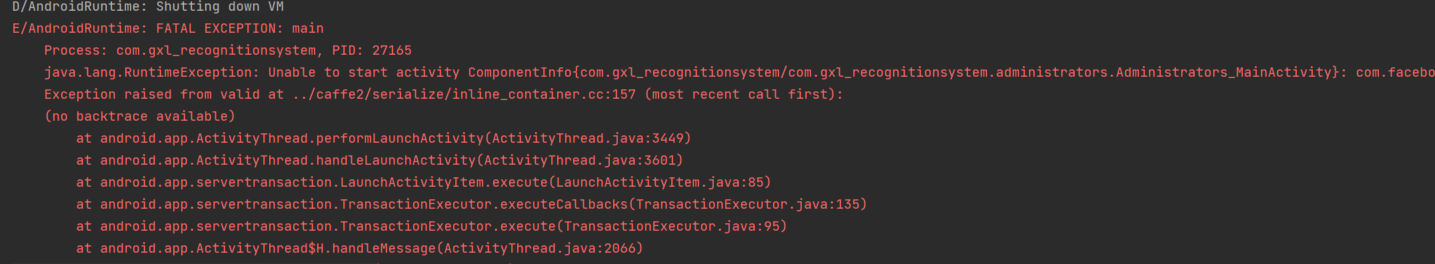 D/AndroidRuntime: Shutting down VM
E/AndroidRuntime: FATAL EXCEPTION: main
Process: com.gxl_recognitionsystem, PID: 27165
java.lang.RuntimeException: Unable to start activity ComponentInfo{com.gxl_recognitionsystem/com.gxl_recognitionsystem.administrators.Administrators_MainActivity}: com.facebo
Exception raised from valid at ../caffe2/serialize/inline_container.cc:157 (most recent call first):
(no backtrace available)
at android.app.ActivityThread.performLaunchActivity(ActivityThread.java:3449)
at android.app.ActivityThread.handleLaunchActivity(ActivityThread.java:3601)
at android.app.servertransaction.LaunchActivityItem.execute(LaunchActivityItem.java:85)
at android.app.servertransaction.TransactionExecutor.executeCallbacks(TransactionExecutor.java:135)
at android.app.servertransaction.TransactionExecutor.execute(TransactionExecutor.java:95)
at android.app.ActivityThread$H.handleMessage(ActivityThread.java:2066)